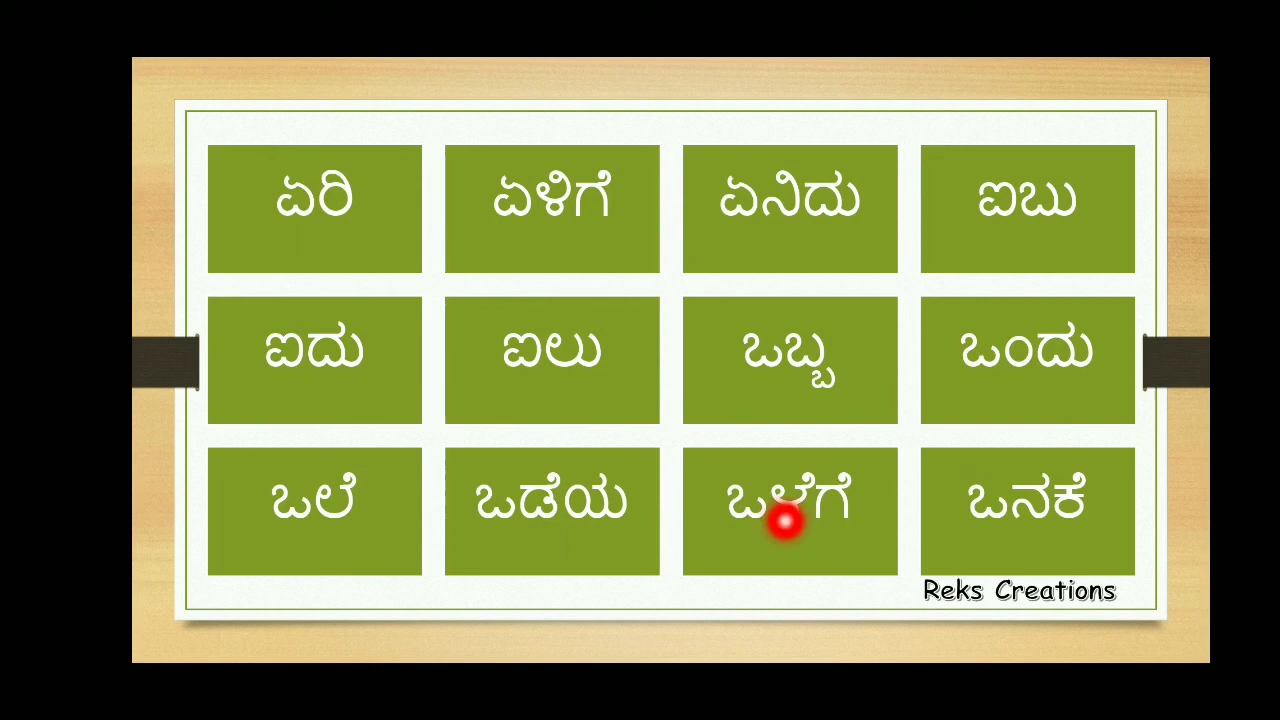 ಏರಿ ಏಳಿಗೆ ಏನಿದು ಐಬು
ಐದು ಐಲು ಒಬ್ಬ ಒಂದು
ಒಲೆ ಒಡೆಯ ಒನಕೆ
Reks Creations